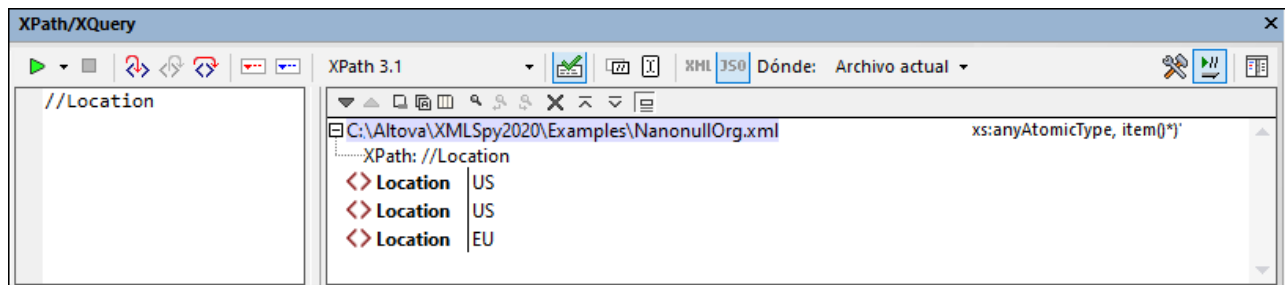 XPath/XQuery
XPath 3.1 XML JSO Dónde: Archivo actual
//Location
C:\Altova\XMLSpy2020\Examples\NanonullOrg.xml xs:anyAtomicType, item()*)'
XPath: //Location
<> Location US
<> Location US
<> Location EU